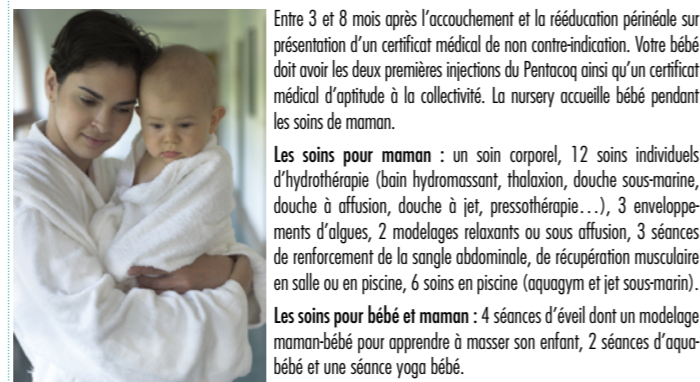 Entre 3 et 8 mois après l'accouchement et la rééducation périnéale sur
présentation d'un certificat médical de non contre-indication. Votre bébé
doit avoir les deux premières injections du Pentacoq ainsi qu'un certificat
médical d'aptitude à la collectivité. La nursery accueille bébé pendant
les soins de maman.
Les soins pour maman : un soin corporel, 12 soins individuels
d'hydrothérapie (bain hydromassant, thalaxion, douche sous-marine,
douche à affusion, douche à jet, pressothérapie...), 3 enveloppe-
ments d'algues, 2 modelages relaxants ou sous affusion, 3 séances
de renforcement de la sangle abdominale, de récupération musculaire
en salle ou en piscine, 6 soins en piscine (aquagym et jet sous-marin).
Les soins pour bébé et maman : 4 séances d'éveil dont un modelage
maman-bébé pour apprendre à masser son enfant, 2 séances d'aqua-
bébé et une séance yoga bébé.